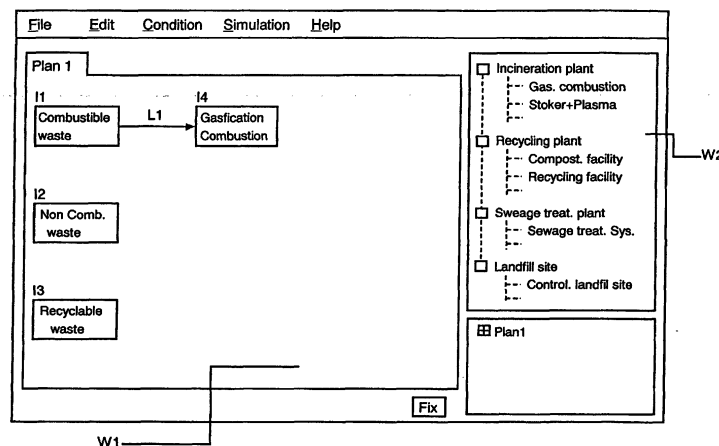 File Edit Condition Simulation Help
Plan 1
I1
Combustible
waste
L1
I4
Gasfication
Combustion
I2
Non Comb.
waste
I3
Recyclable
waste
Incineration plant
Gas. combustion
Stoker+Plasma
Recycling plant
Compost. facility
Recycling facility
Sweage treat. plant
Sewage treat. Sys.
Landfill site
Control. landfil site
W2
Plan1
Fix
W1